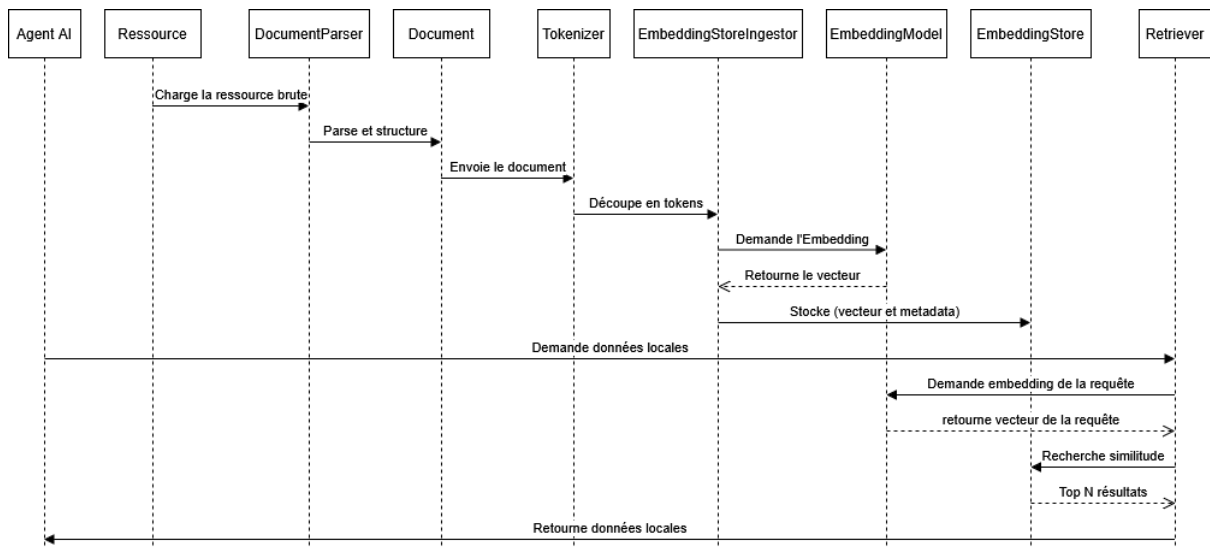 Agent AI
Ressource
DocumentParser
Document
Tokenizer
EmbeddingStoreIngestor
EmbeddingModel
EmbeddingStore
Retriever
Charge la ressource brute
Parse et structure
Envoie le document
Découpe en tokens
Demande l'Embedding
Retourne le vecteur
Stocke (vecteur et metadata)
Demande données locales
Demande embedding de la requête
retourne vecteur de la requête
Recherche similitude
Top N résultats
Retourne données locales